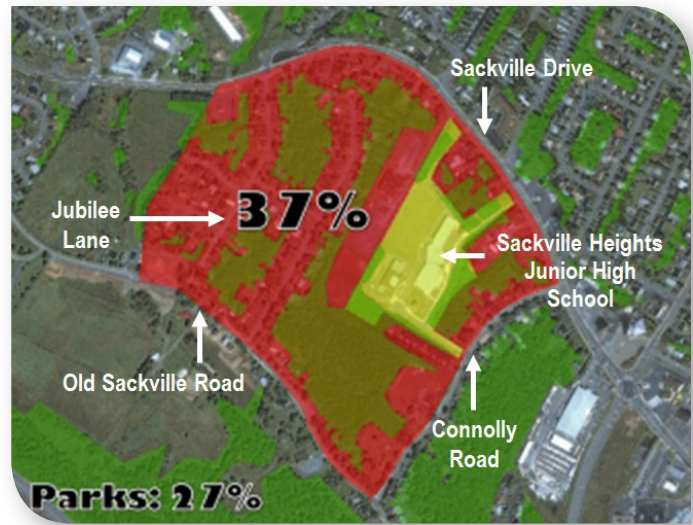 Sackville Drive
37%
Jubilee
Lane
Sackville Heights
Junior High
School
Old Sackville Road
Connolly
Road
Parks: 27%